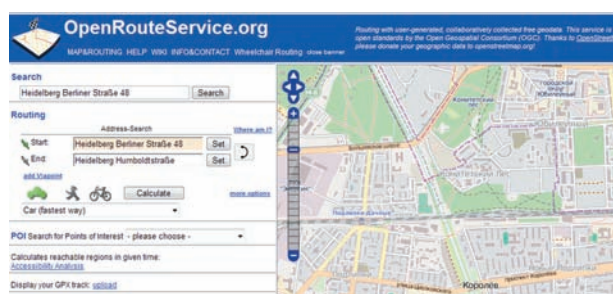 OpenRouteService.org
MAP&ROUTING HELP WIKI INFO&CONTACT Wheelchair Routing close banner
Routing with user-generated, collaboratively collected free geodata. This service is
open standards by the Open Geospatial Consortium (OGC). Thanks to OpenStreet
please donate your geographic data to openstreetmap.org!
Search
Heidelberg Berliner Straße 48 Search
Routing
Address-Search Where am I?
Start: Heidelberg Berliner Straße 48 Set
End: Heidelberg Humboldtstraße Set
add Viapoint
Calculate more options
Car (fastest way)
POI Search for Points of Interest - please choose -
Calculates reachable regions in given time:
Accessibility Analysis
Display your GPX track: upload
Королёв
проспект Королёва